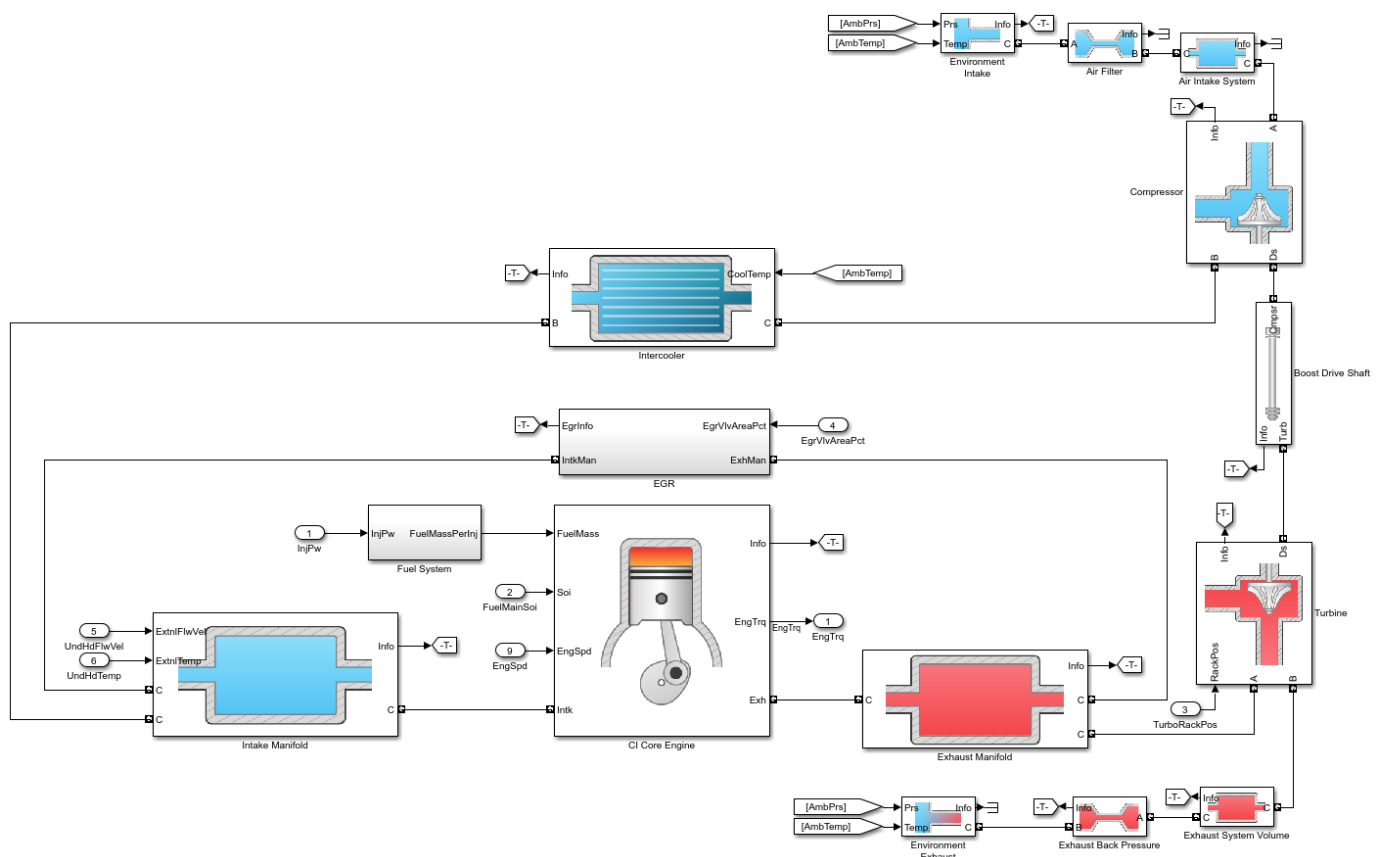 [AmbPrs]
Prs
Info
-T-
[AmbTemp]
Temp
C
Environment
Intake
A
Info
B
Air Filter
C
Info
C
Air Intake System
-T-
Info
A
Compressor
B
Ds
-T-
Info
CoolTemp
[AmbTemp]
B
C
Intercooler
Cmpsr
Boost Drive Shaft
Info
Turb
-T-
-T-
EgrInfo
EgrVlvAreaPct
4
EgrVlvAreaPct
IntkMan
ExhMan
EGR
1
InjPw
InjPw
FuelMassPerInj
Fuel System
FuelMass
Info
-T-
2
FuelMainSoi
Soi
EngTrq
EngTrq
1
EngTrq
9
EngSpd
EngSpd
Intk
Exh
CI Core Engine
5
UndHdFlwVel
ExtnlFlwVel
6
UndHdTemp
ExtnlTemp
C
C
Info
-T-
C
Intake Manifold
C
Info
-T-
C
C
Exhaust Manifold
-T-
Info
Ds
Turbine
RackPos
A
B
3
TurboRackPos
[AmbPrs]
Prs
Info
[AmbTemp]
Temp
C
Environment
Exhaust
-T-
Info
B
A
Exhaust Back Pressure
-T-
Info
C
C
Exhaust System Volume